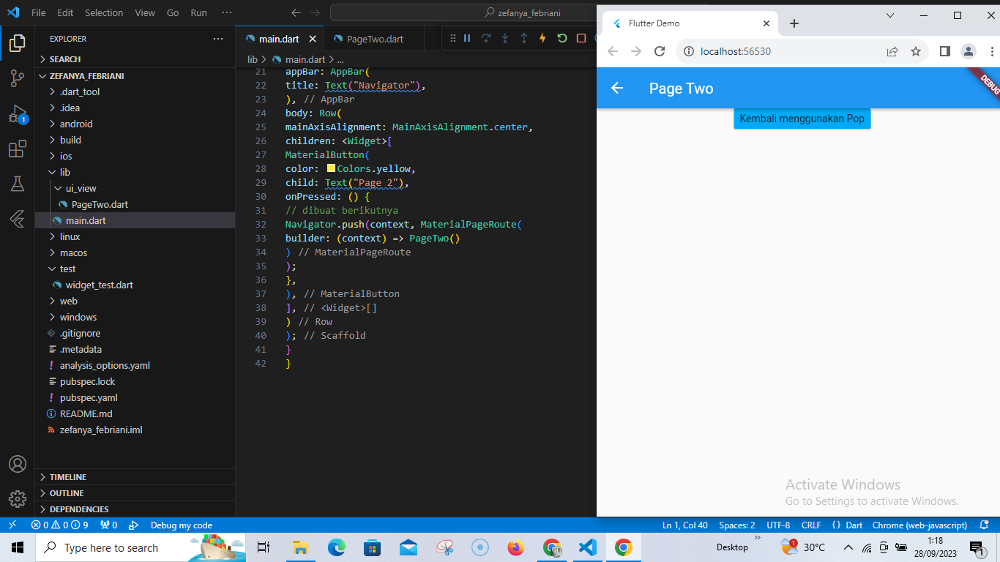 File Edit Selection View Go Run ···
zefanya_febriani
EXPLORER
SEARCH
ZEFANYA_FEBRIANI
.dart_tool
.idea
android
build
ios
lib
ui_view
PageTwo.dart
main.dart
linux
macos
test
widget_test.dart
web
windows
.gitignore
.metadata
analysis_options.yaml
pubspec.lock
pubspec.yaml
README.md
zefanya_febriani.iml
TIMELINE
OUTLINE
DEPENDENCIES
1
main.dart PageTwo.dart
lib > main.dart > ...
21 appBar: AppBar(
22 title: Text("Navigator"),
23 ), // AppBar
24 body: Row(
25 mainAxisAlignment: MainAxisAlignment.center,
26 children: <Widget>[
27 MaterialButton(
28 color: Colors.yellow,
29 child: Text("Page 2"),
30 onPressed: () {
31 // dibuat berikutnya
32 Navigator.push(context, MaterialPageRoute(
33 builder: (context) => PageTwo()
34 ) // MaterialPageRoute
35 );
36 },
37 ), // MaterialButton
38 ], // <Widget>[]
39 ) // Row
40 ); // Scaffold
41 }
42 }
Flutter Demo
localhost:56530
Page Two
DEBUG
Kembali menggunakan Pop
Activate Windows
Go to Settings to activate Windows.
0 0 9 0 Debug my code
Ln 1, Col 40 Spaces: 2 UTF-8 CRLF {} Dart Chrome (web-javascript)
Type here to search
Desktop
1
30°C
1:18
28/09/2023
1